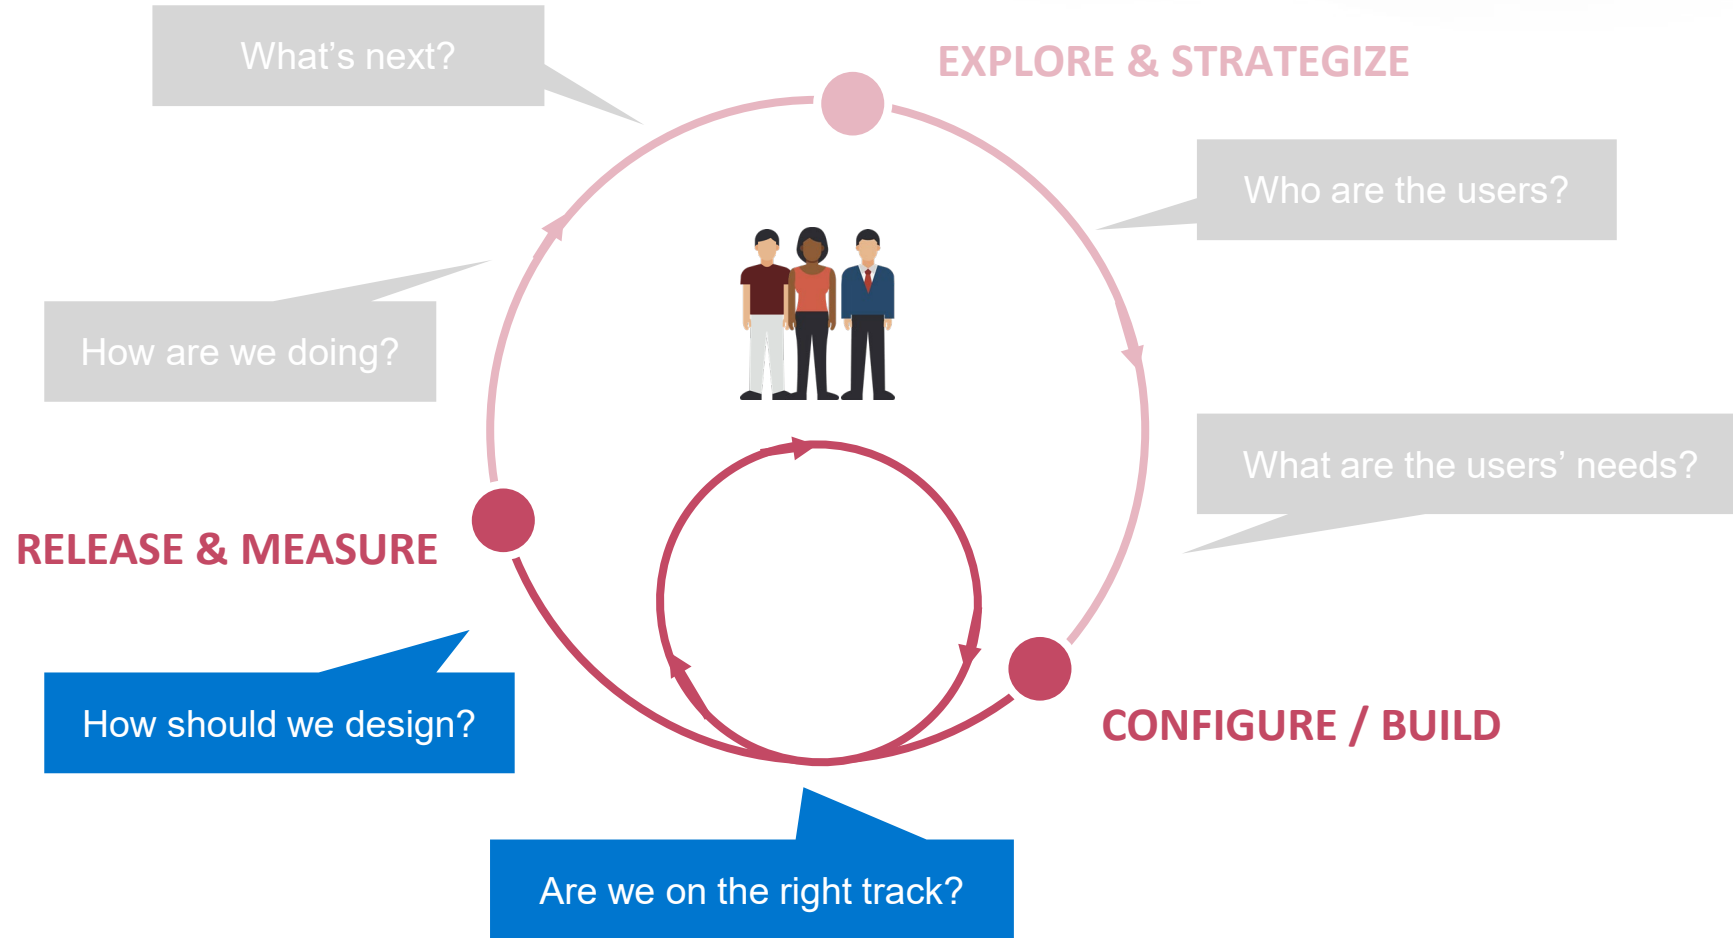 What’s next?
EXPLORE & STRATEGIZE
Who are the users?
How are we doing?
What are the users’ needs?
RELEASE & MEASURE
How should we design?
CONFIGURE / BUILD
Are we on the right track?